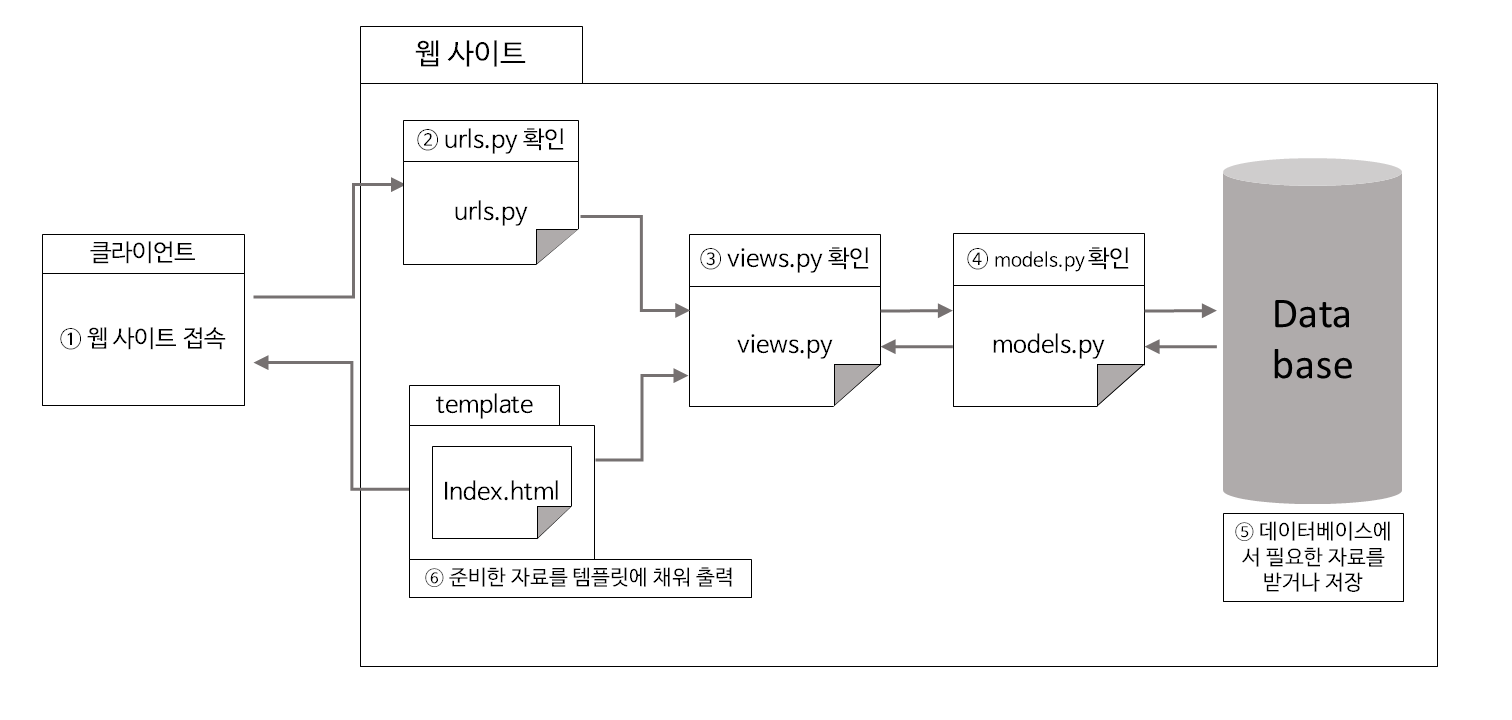 웹 사이트
② urls.py 확인
urls.py
클라이언트
① 웹 사이트 접속
③ views.py 확인
views.py
④ models.py 확인
models.py
Data
base
template
Index.html
⑥ 준비한 자료를 템플릿에 채워 출력
⑤ 데이터베이스에
서 필요한 자료를
받거나 저장